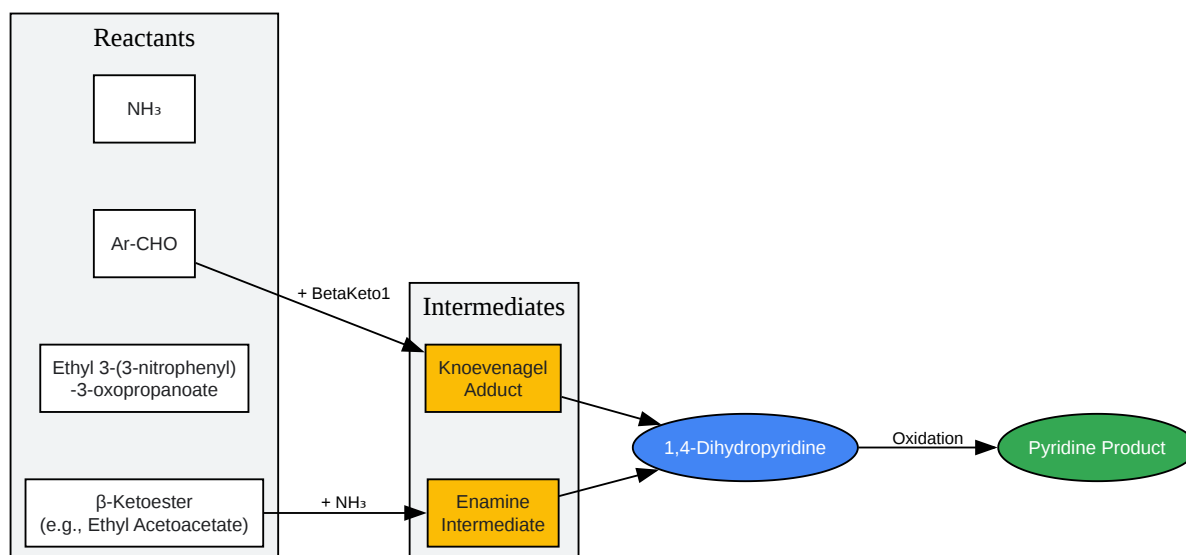 Reactants
NH₃
Ar-CHO
+ BetaKeto1
Ethyl 3-(3-nitrophenyl)
-3-oxopropanoate
β-Ketoester
(e.g., Ethyl Acetoacetate)
+ NH₃
Intermediates
Knoevenagel
Adduct
Enamine
Intermediate
1,4-Dihydropyridine
Oxidation
Pyridine Product